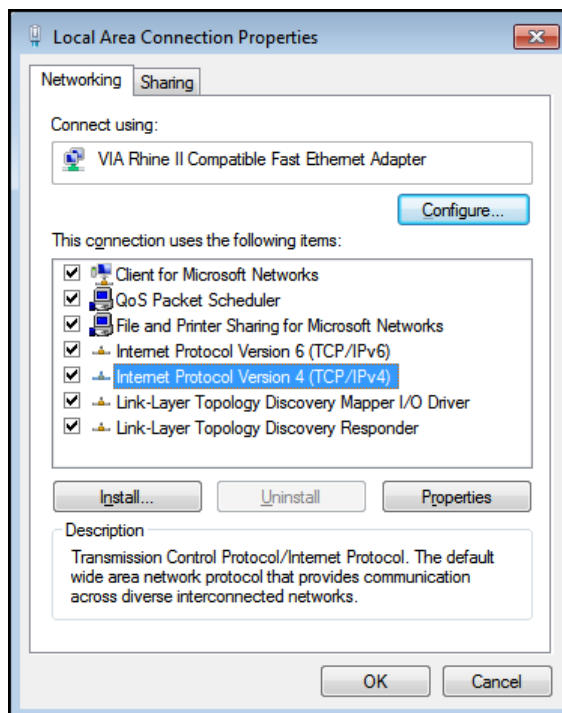 Local Area Connection Properties
Networking
Sharing
Connect using:
VIA Rhine II Compatible Fast Ethernet Adapter
Configure...
This connection uses the following items:
Client for Microsoft Networks
QoS Packet Scheduler
File and Printer Sharing for Microsoft Networks
Internet Protocol Version 6 (TCP/IPv6)
Internet Protocol Version 4 (TCP/IPv4)
Link-Layer Topology Discovery Mapper I/O Driver
Link-Layer Topology Discovery Responder
Install...
Uninstall
Properties
Description
Transmission Control Protocol/Internet Protocol. The default
wide area network protocol that provides communication
across diverse interconnected networks.
OK
Cancel